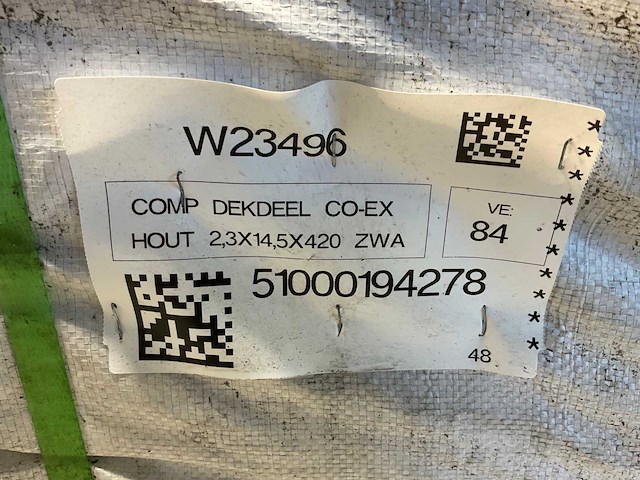 W23496
COMP DEKDEEL CO-EX
HOUT 2,3X14,5X420 ZWA
VE:
84
51000194278
48
********